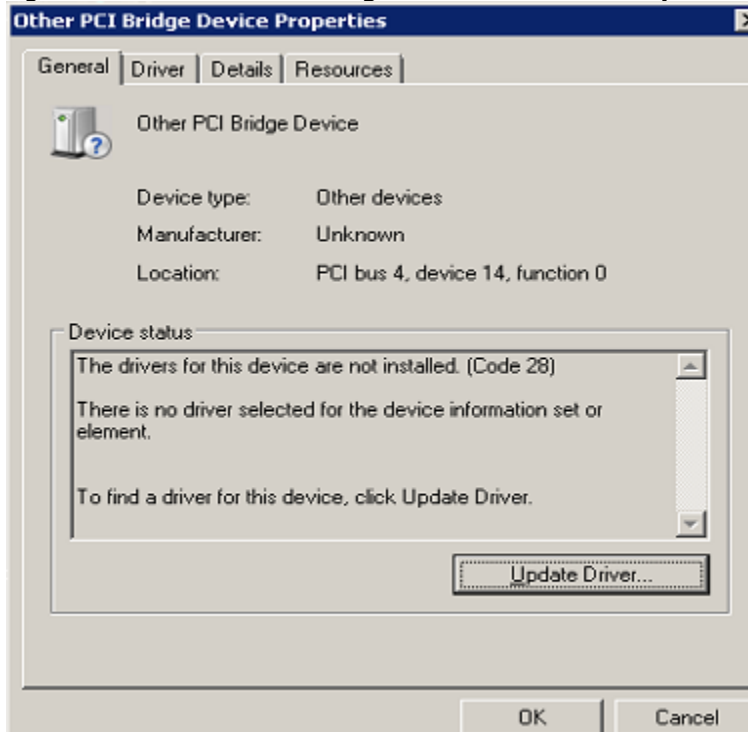 Other PCI Bridge Device Properties
General Driver Details Resources
Other PCI Bridge Device
Device type: Other devices
Manufacturer: Unknown
Location: PCI bus 4, device 14, function 0
Device status
The drivers for this device are not installed. (Code 28)
There is no driver selected for the device information set or
element.
To find a driver for this device, click Update Driver.
Update Driver...
OK Cancel